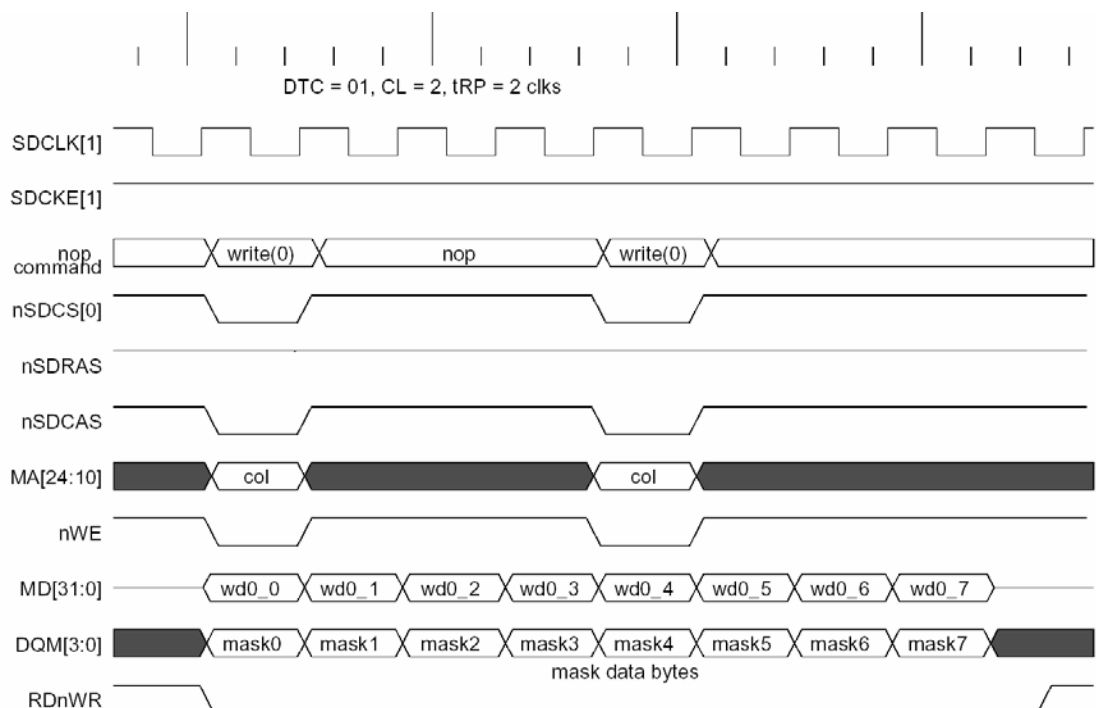 DTC = 01, CL = 2, tRP = 2 clks
SDCLK[1]
SDCKE[1]
nop
command
write(0)
nop
write(0)
nSDCS[0]
nSDRAS
nSDCAS
MA[24:10]
col
col
nWE
MD[31:0]
wd0_0
wd0_1
wd0_2
wd0_3
wd0_4
wd0_5
wd0_6
wd0_7
DQM[3:0]
mask0
mask1
mask2
mask3
mask4
mask5
mask6
mask7
mask data bytes
RDnWR